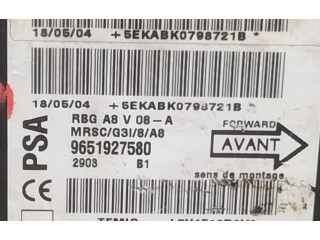 18/05/04 +5EKABK0798721B
18/05/04 +5EKABK0798721B
PSA RBG A8 V 08-A FORWARD
MRSC/G3I/8/A8
9651927580 AVANT
2903 B1
sens de montage
CE
TEMIC